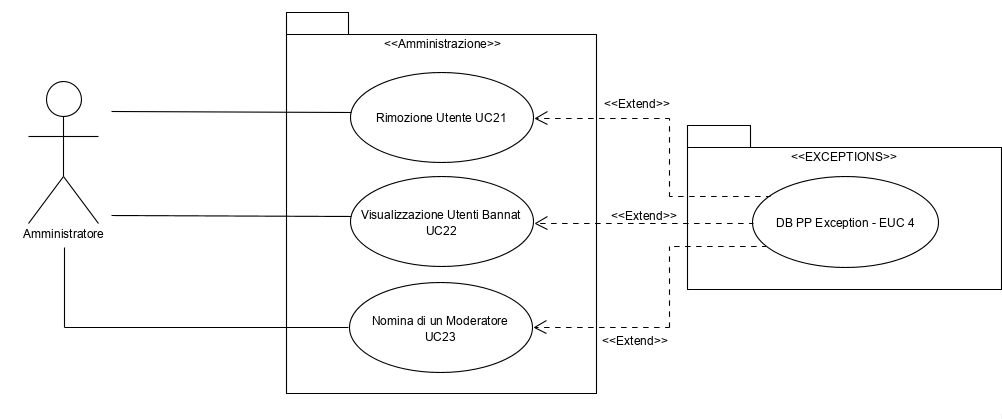 <<Amministrazione>>
Rimozione Utente UC21
<<Extend>>
<<EXCEPTIONS>>
Visualizzazione Utenti Bannat
UC22
<<Extend>>
DB PP Exception - EUC 4
Amministratore
Nomina di un Moderatore
UC23
<<Extend>>